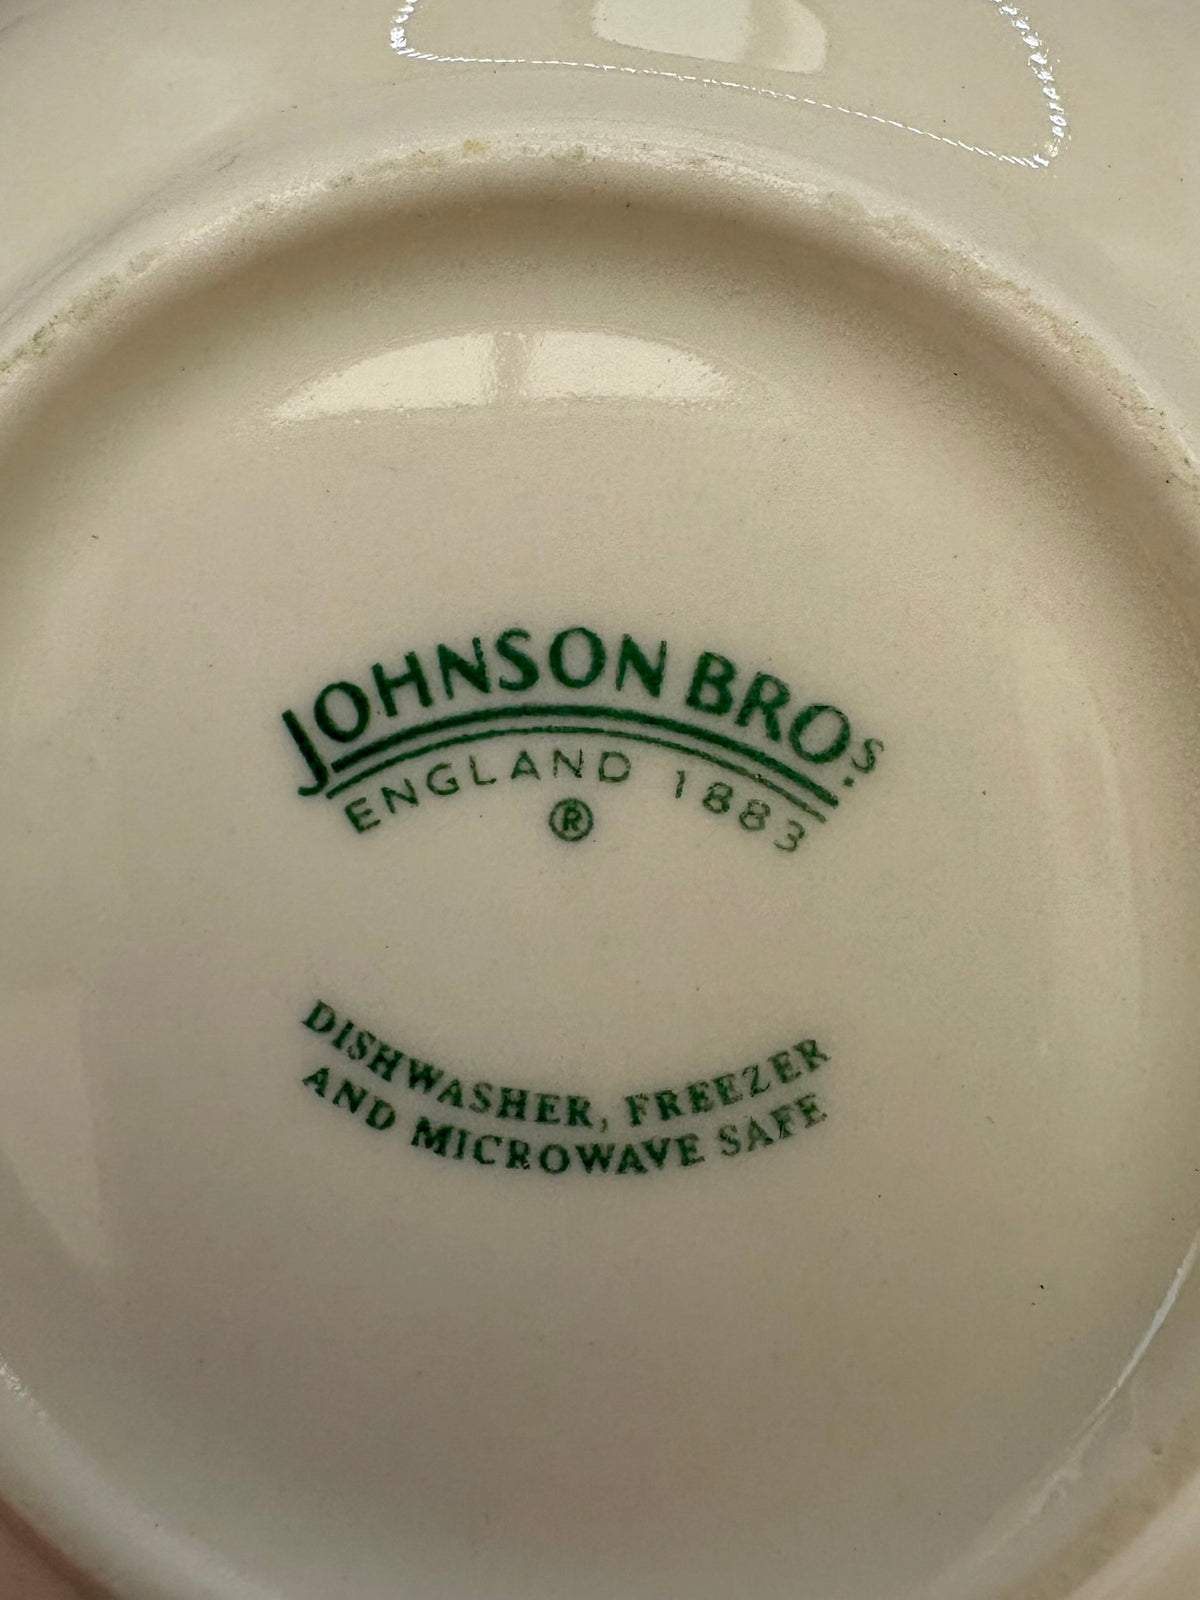 JOHNSON BROS.
ENGLAND 1883
®
DISHWASHER, FREEZER
AND MICROWAVE SAFE